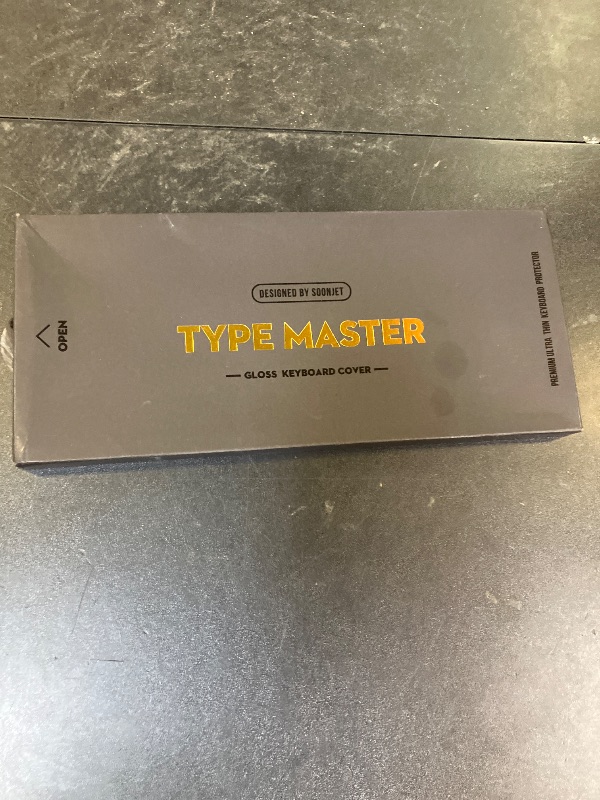 DESIGNED BY SOONJET
TYPE MASTER
GLOSS KEYBOARD COVER
OPEN
PREMIUM ULTRA THIN KEYBOARD PROTECTOR